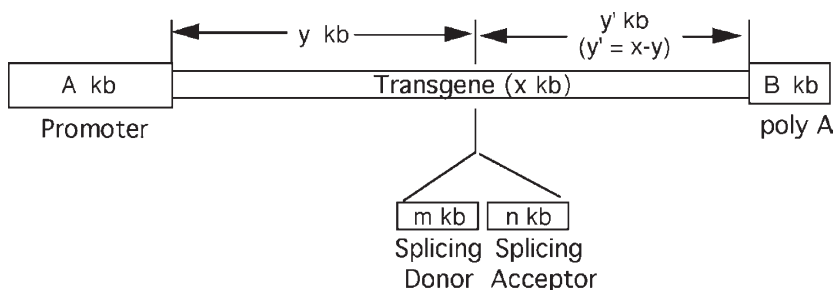 y kb
y' kb
(y' = x-y)
A kb
Transgene (x kb)
B kb
Promoter
poly A
m kb
n kb
Splicing
Donor
Splicing
Acceptor